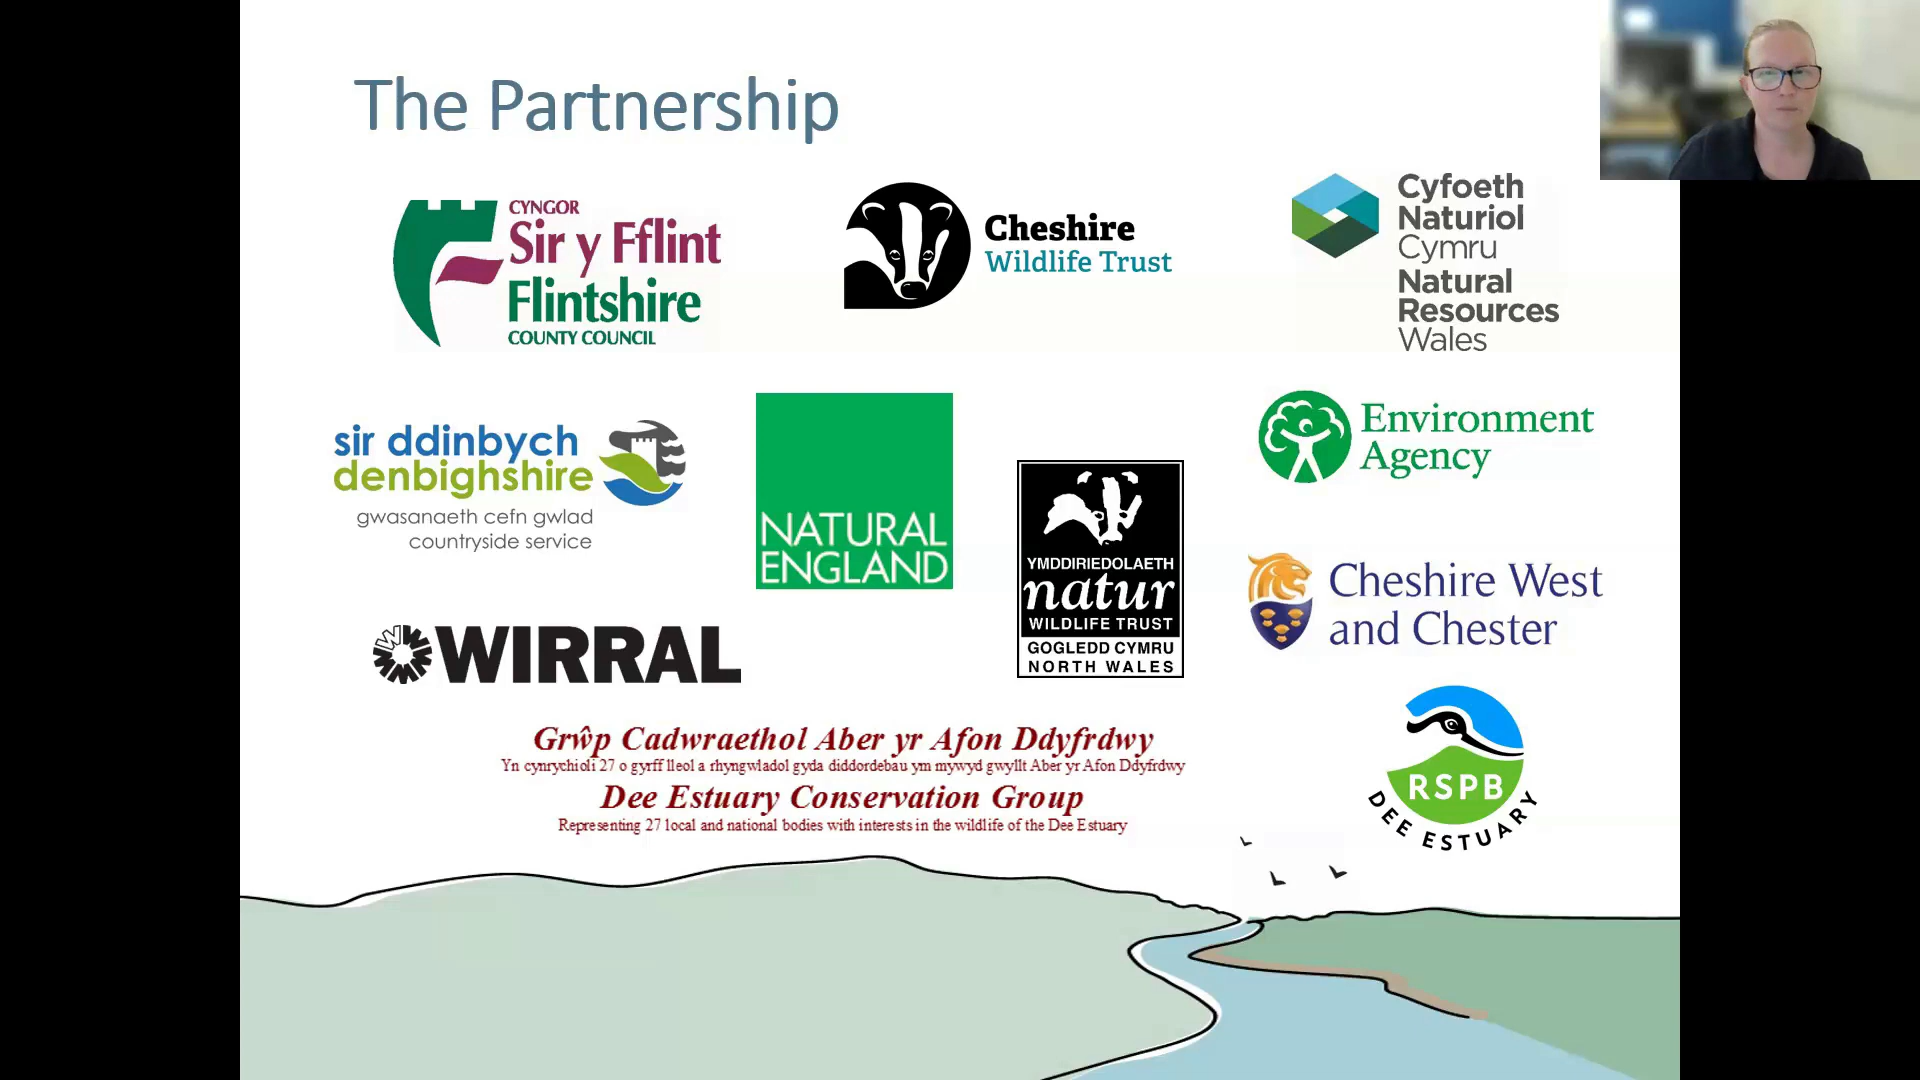 The Partnership
CYNGOR
Sir y Fflint
Flintshire
COUNTY COUNCIL
Cheshire
Wildlife Trust
Cyfoeth
Naturiol
Cymru
Natural
Resources
Wales
sir ddinbych
denbighshire
gwasanaeth cefn gwlad
countryside service
NATURAL
ENGLAND
YMDDIRIEDOLAETH
natur
WILDLIFE TRUST
GOGLEDD CYMRU
NORTH WALES
Environment
Agency
Cheshire West
and Chester
WIRRAL
Grŵp Cadwraethol Aber yr Afon Ddyfrdwy
Yn cynrychioli 27 o gyrff lleol a rhyngwladol gyda diddordebau ym mywyd gwyllt Aber yr Afon Ddyfrdwy
Dee Estuary Conservation Group
Representing 27 local and national bodies with interests in the wildlife of the Dee Estuary
RSPB
DEE ESTUARY